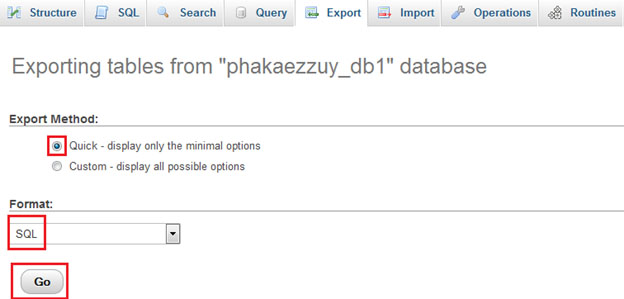 Structure SQL Search Query Export Import Operations Routines
Exporting tables from "phakaezzuy_db1" database
Export Method:
Quick - display only the minimal options
Custom - display all possible options
Format:
SQL
Go